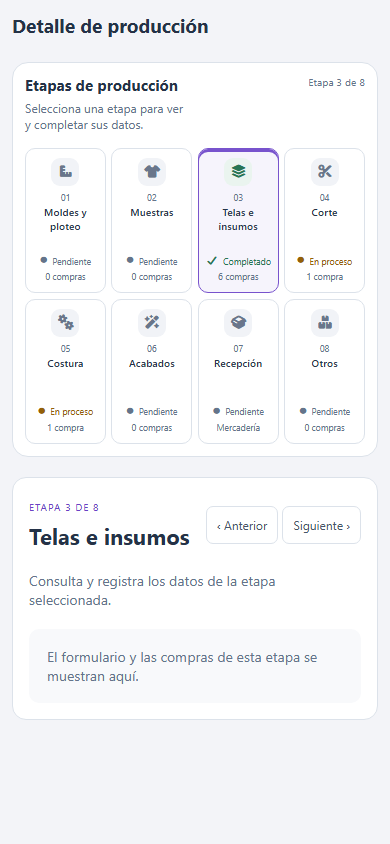 Detalle de producción
Etapas de producción
Etapa 3 de 8
Selecciona una etapa para ver
y completar sus datos.
01
Moldes y
ploteo
Pendiente
0 compras
02
Muestras
Pendiente
0 compras
03
Telas e
insumos
Completado
6 compras
04
Corte
En proceso
1 compra
05
Costura
En proceso
1 compra
06
Acabados
Pendiente
0 compras
07
Recepción
Pendiente
Mercadería
08
Otros
Pendiente
0 compras
ETAPA 3 DE 8
Telas e insumos
‹ Anterior
Siguiente ›
Consulta y registra los datos de la etapa
seleccionada.
El formulario y las compras de esta etapa se
muestran aquí.